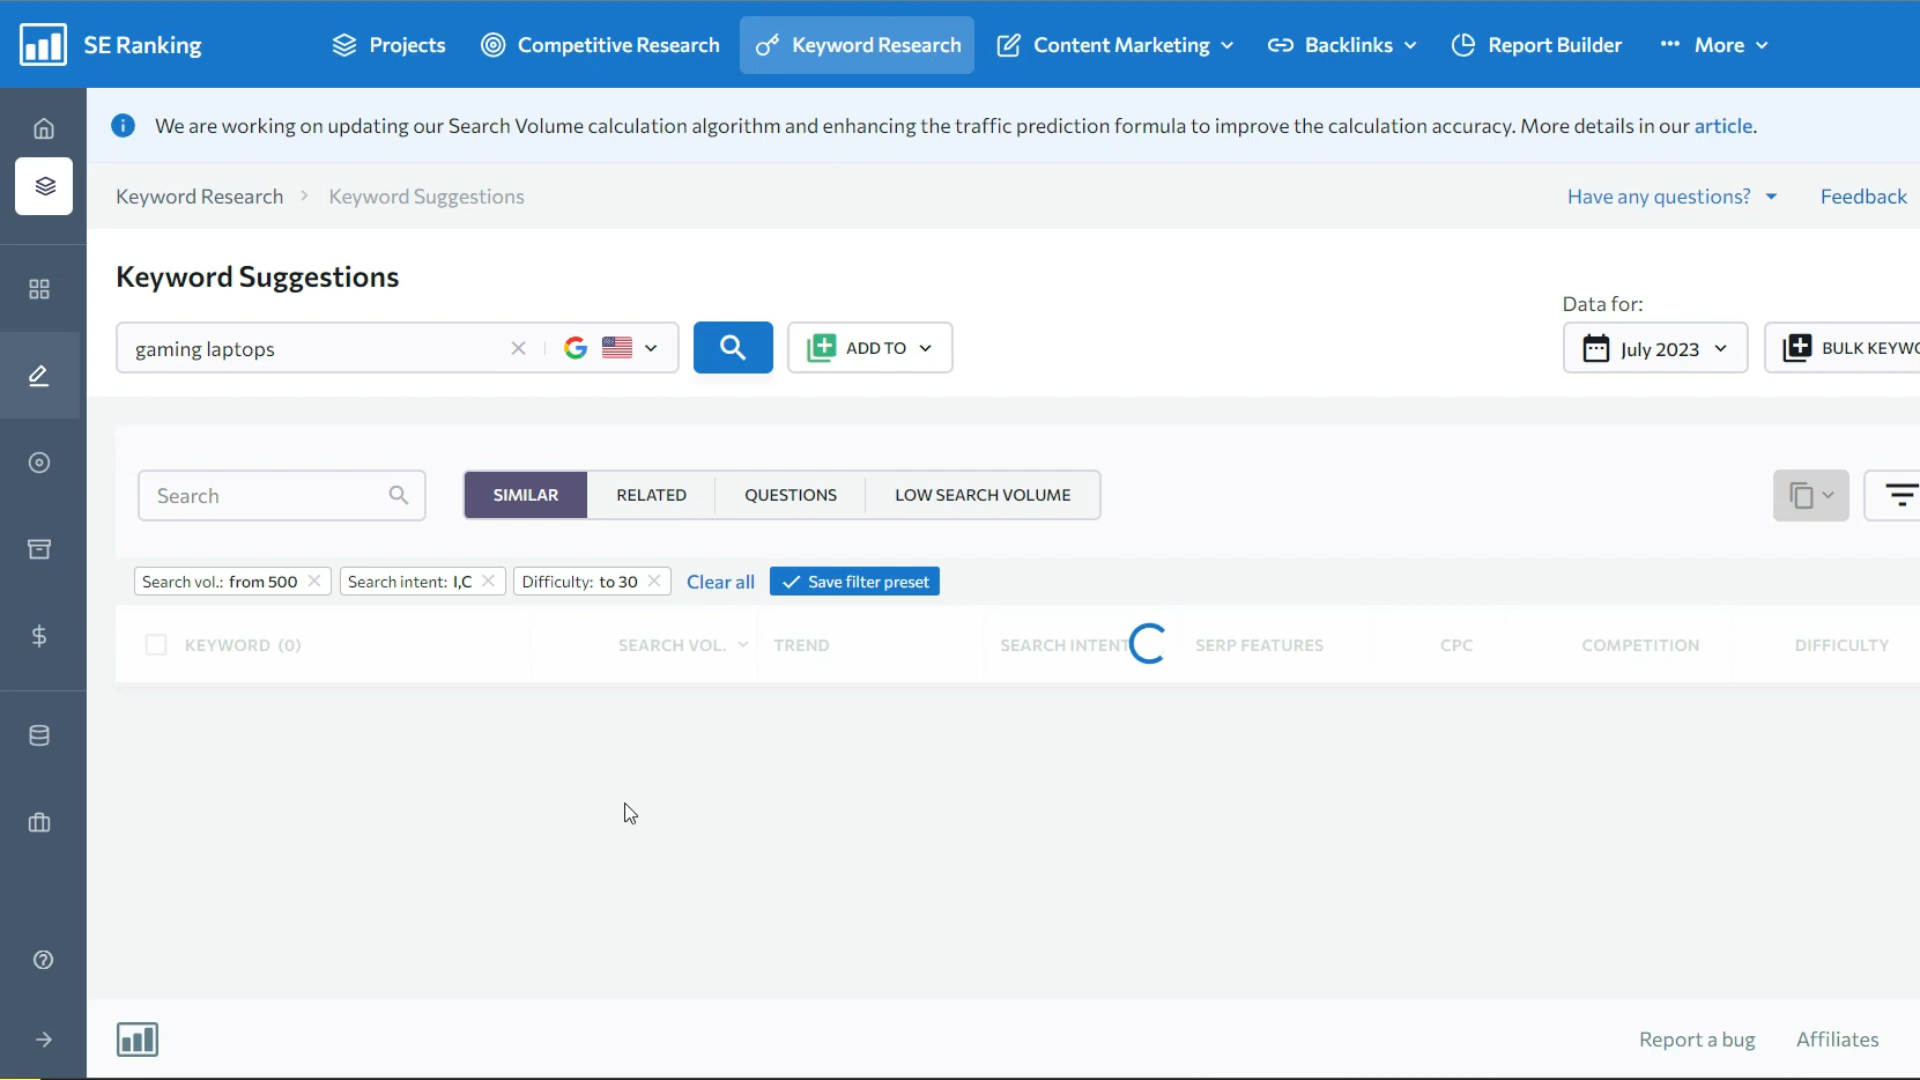 SE Ranking
Projects
Competitive Research
Keyword Research
Content Marketing
Backlinks
Report Builder
More
We are working on updating our Search Volume calculation algorithm and enhancing the traffic prediction formula to improve the calculation accuracy. More details in our article.
Keyword Research > Keyword Suggestions
Have any questions?
Feedback
Keyword Suggestions
Data for:
gaming laptops
ADD TO
July 2023
BULK KEYWO
Search
SIMILAR
RELATED
QUESTIONS
LOW SEARCH VOLUME
Search vol.: from 500
Search intent: I,C
Difficulty: to 30
Clear all
Save filter preset
KEYWORD (0)
SEARCH VOL.
TREND
SEARCH INTENT
SERP FEATURES
CPC
COMPETITION
DIFFICULTY
Report a bug
Affiliates